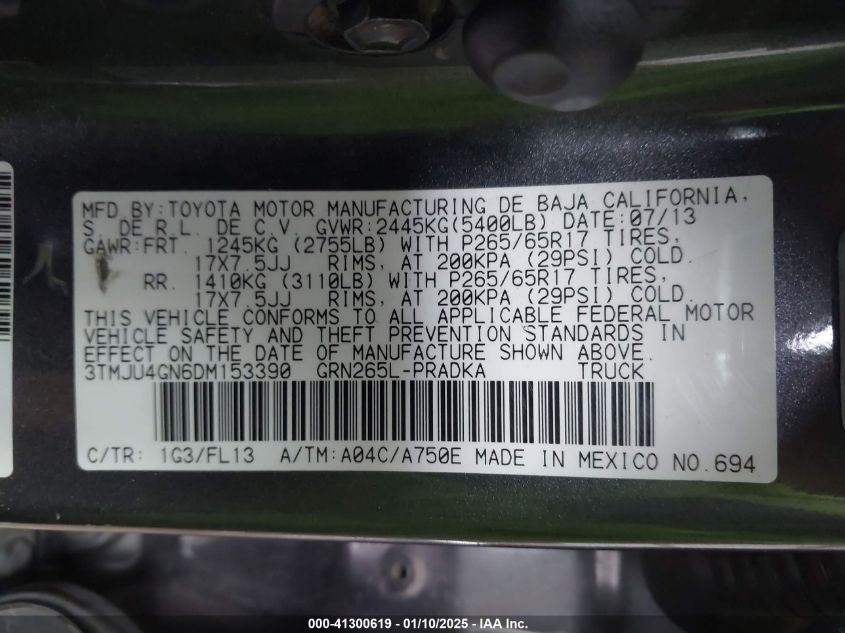 MFD BY: TOYOTA MOTOR MANUFACTURING DE BAJA CALIFORNIA,
S. DE R.L. DE C.V. GVWR: 2445KG(5400LB) DATE: 07/13
GAWR: FRT. 1245KG (2755LB) WITH P265/65R17 TIRES,
17X7.5JJ RIMS, AT 200KPA (29PSI) COLD.
RR. 1410KG (3110LB) WITH P265/65R17 TIRES,
17X7.5JJ RIMS, AT 200KPA (29PSI) COLD.
THIS VEHICLE CONFORMS TO ALL APPLICABLE FEDERAL MOTOR
VEHICLE SAFETY AND THEFT PREVENTION STANDARDS IN
EFFECT ON THE DATE OF MANUFACTURE SHOWN ABOVE.
3TMJU4GN6DM153390 GRN265L-PRADKA TRUCK
C/TR: 1G3/FL13 A/TM: A04C/A750E MADE IN MEXICO NO.694
000-41300619 - 01/10/2025 - IAA Inc.